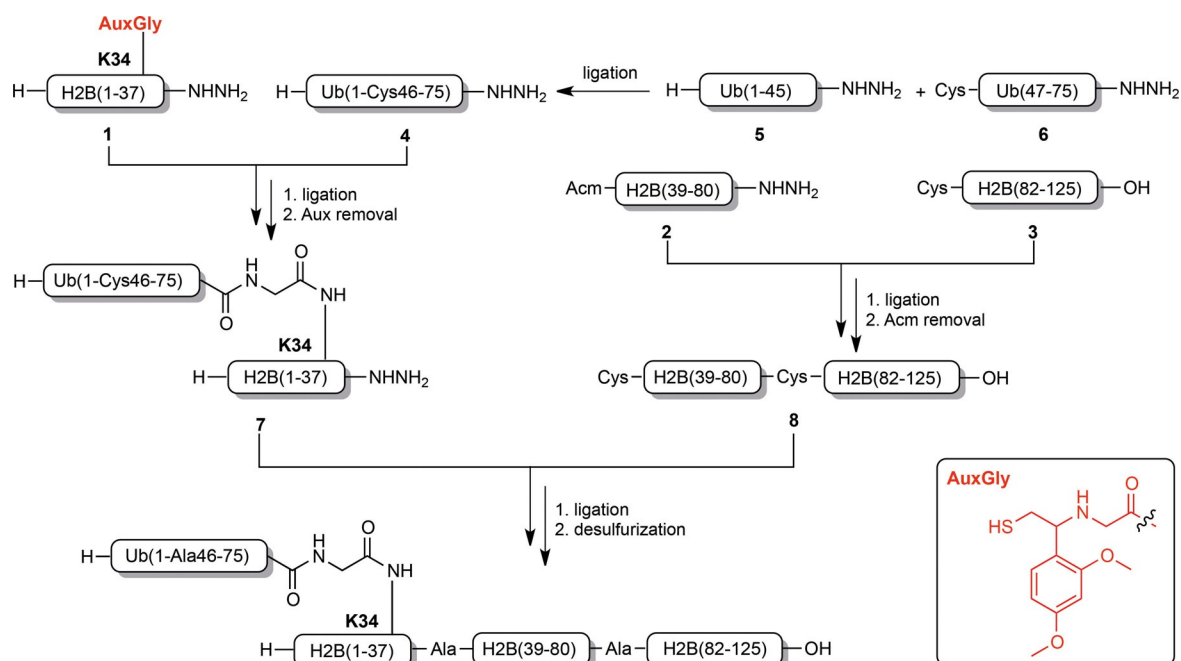 AuxGly
K34
H – H2B(1-37) – NHNH₂
1
H – Ub(1-Cys46-75) – NHNH₂
4
ligation
H – Ub(1-45) – NHNH₂
5
+
Cys – Ub(47-75) – NHNH₂
6
1. ligation
2. Aux removal
Acm – H2B(39-80) – NHNH₂
2
Cys – H2B(82-125) – OH
3
H – Ub(1-Cys46-75)
O
H
N
O
NH
K34
H – H2B(1-37) – NHNH₂
7
1. ligation
2. Acm removal
Cys – H2B(39-80) – Cys – H2B(82-125) – OH
8
1. ligation
2. desulfurization
H – Ub(1-Ala46-75)
O
H
N
O
NH
K34
H – H2B(1-37) – Ala – H2B(39-80) – Ala – H2B(82-125) – OH
AuxGly
HS
H
N
O
O
O